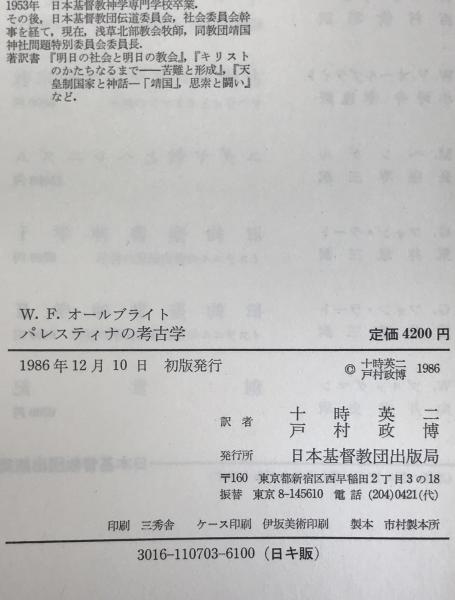 1953年 日本基督教神学専門学校卒業.
その後, 日本基督教団伝道委員会, 社会委員会幹
事を経て, 現在, 浅草北部教会牧師, 同教団靖国
神社問題特別委員会委員長.
著訳書 『明日の社会と明日の教会』,『キリスト
のかたちなるまで――苦難と形成』,『天
皇制国家と神話―「靖国」, 思索と闘い』
など.
W. F. オールブライト
パレスティナの考古学
定価 4200円
1986年12月10日 初版発行
© 十時英二 戸村政博 1986
訳者 十時英二
戸村政博
発行所 日本基督教団出版局
〒160 東京都新宿区西早稲田2丁目3の18
振替 東京8-145610 電話 (204)0421(代)
印刷 三秀舎 ケース印刷 伊坂美術印刷 製本 市村製本所
3016-110703-6100 (日キ販)